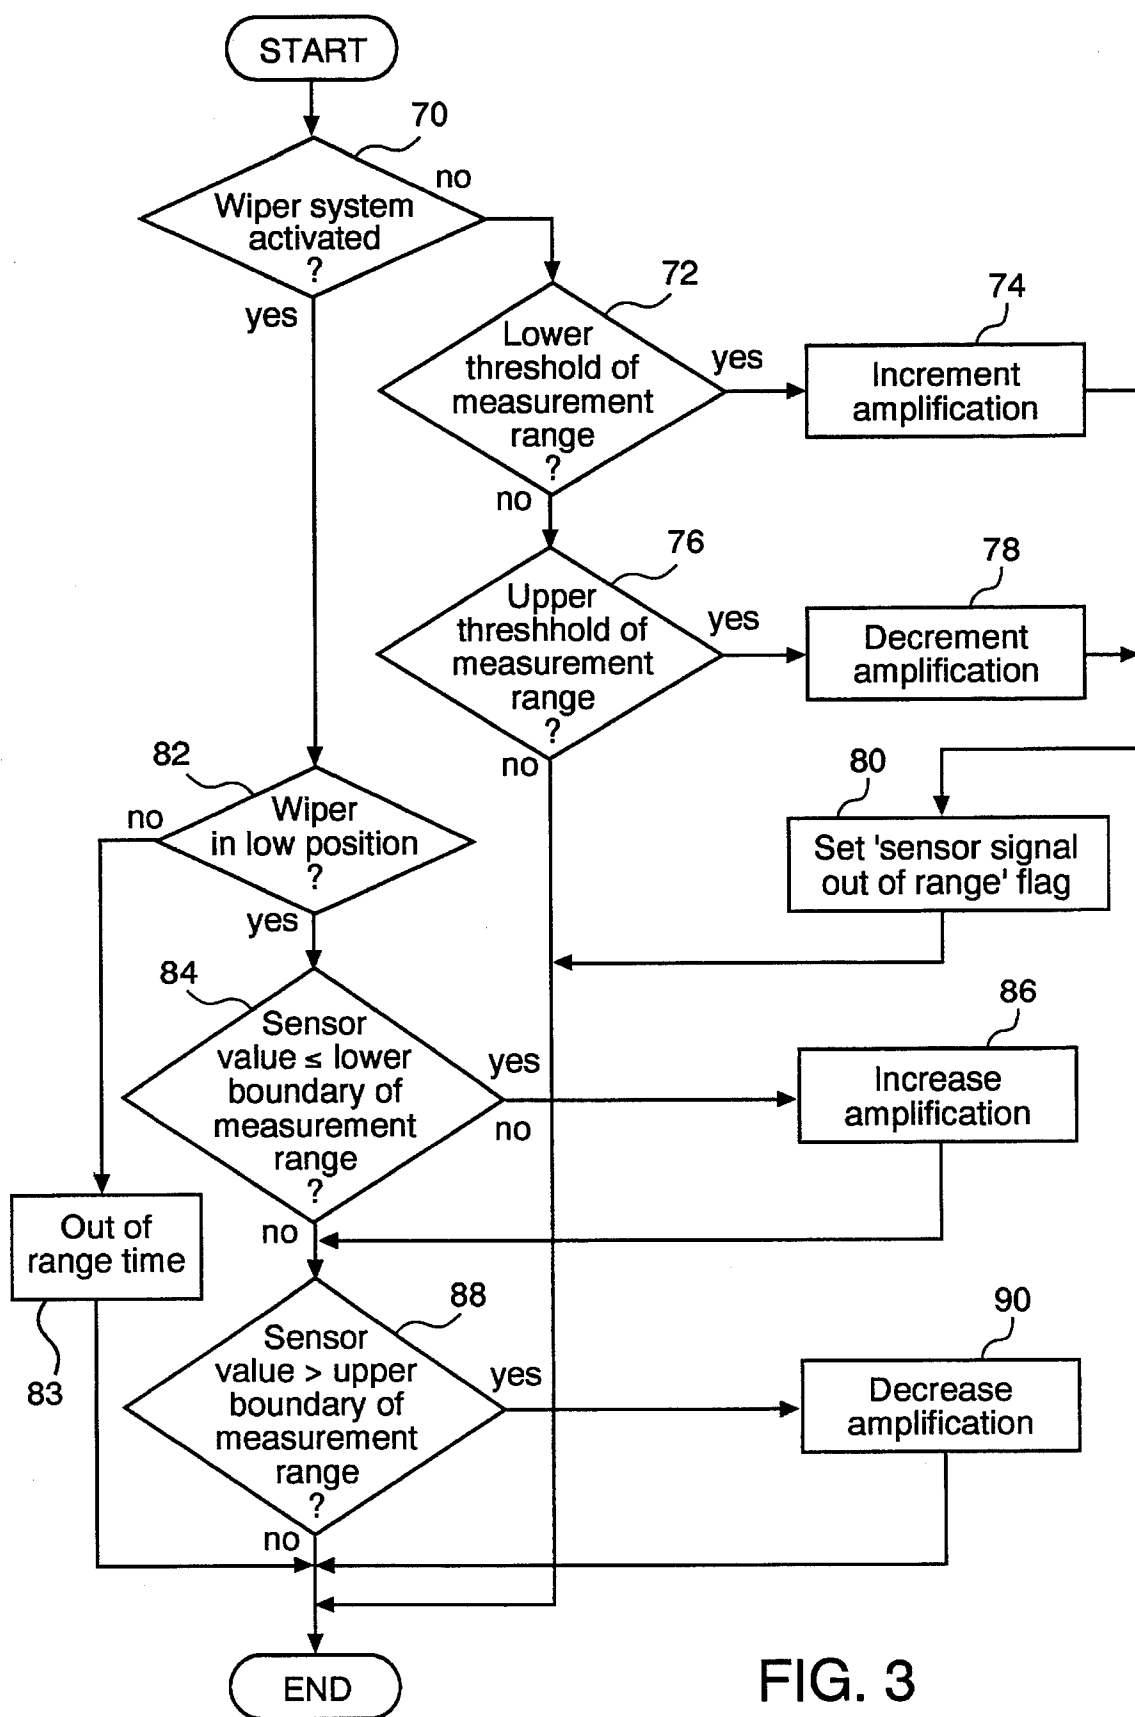 START
70
no
Wiper system
activated
?
yes
72
Lower
threshold of
measurement
range
?
yes
no
74
Increment
amplification
76
Upper
threshhold of
measurement
range
?
yes
no
78
Decrement
amplification
82
no
Wiper
in low position
?
yes
80
Set 'sensor signal
out of range' flag
84
Sensor
value ≤ lower
boundary of
measurement
range
?
yes
no
no
86
Increase
amplification
Out of
range time
83
88
Sensor
value > upper
boundary of
measurement
range
?
yes
no
90
Decrease
amplification
END
FIG. 3